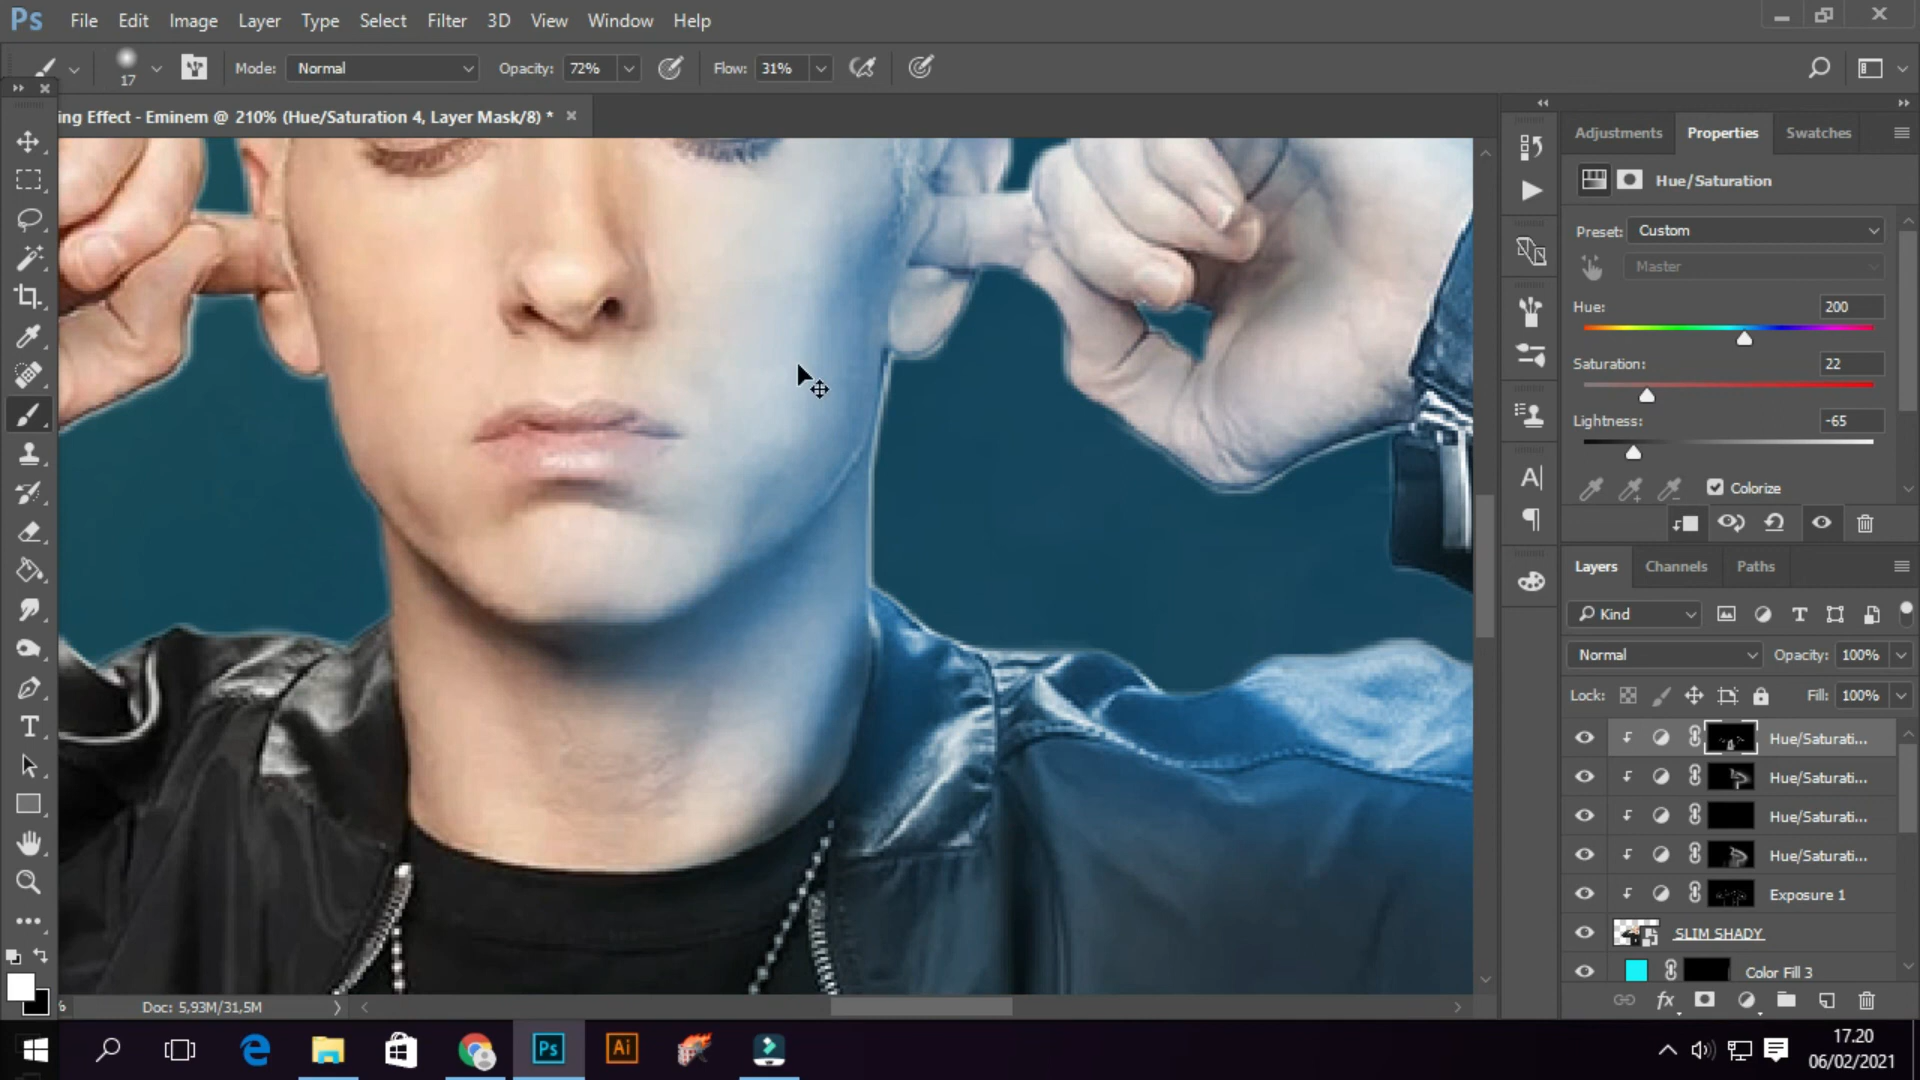 Ps File Edit Image Layer Type Select Filter 3D View Window Help
17 Mode: Normal Opacity: 72% Flow: 31%
ing Effect - Eminem @ 210% (Hue/Saturation 4, Layer Mask/8) *
Adjustments Properties Swatches
Hue/Saturation
Preset: Custom
Master
Hue: 200
Saturation: 22
Lightness: -65
Colorize
Layers Channels Paths
Kind
Normal Opacity: 100%
Lock: Fill: 100%
Hue/Saturati...
Hue/Saturati...
Hue/Saturati...
Hue/Saturati...
Exposure 1
SLIM SHADY
Color Fill 3
% Doc: 5,93M/31,5M
Ps Ai
17.20
06/02/2021